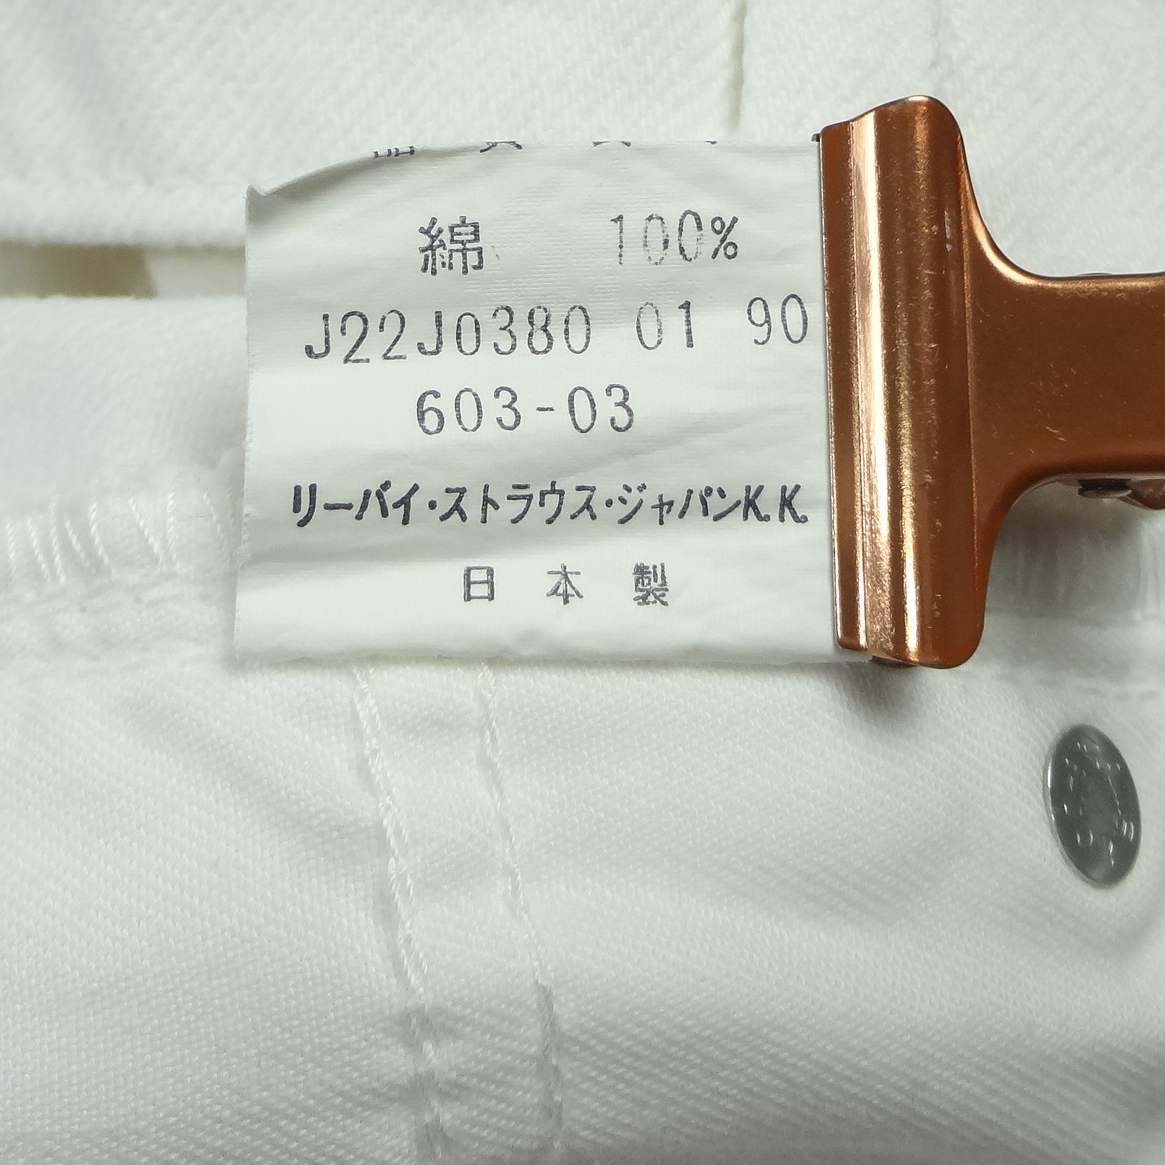 綿 100%
J22J0380 01 90
603-03
リーバイ・ストラウス・ジャパンK.K.
日本製